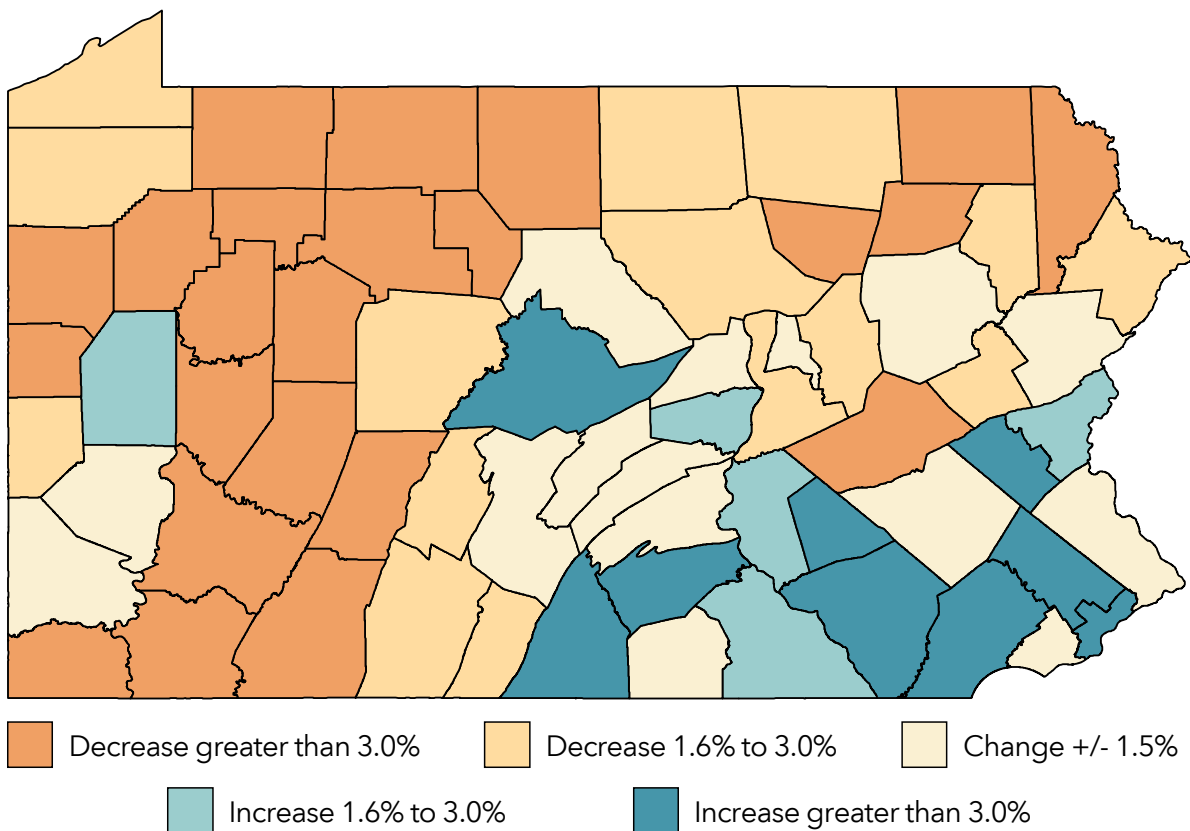 Decrease greater than 3.0% Decrease 1.6% to 3.0% Change +/- 1.5%
Increase 1.6% to 3.0% Increase greater than 3.0%